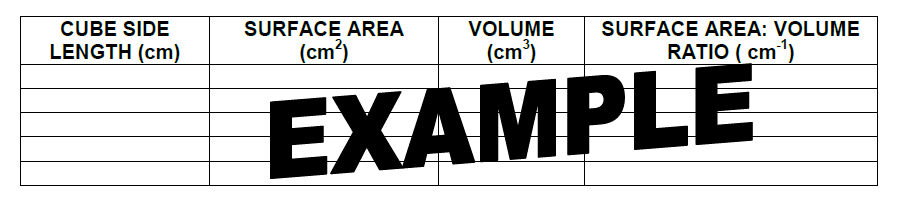 CUBE SIDE LENGTH (cm)
SURFACE AREA (cm²)
VOLUME (cm³)
SURFACE AREA: VOLUME RATIO ( cm⁻¹)
EXAMPLE